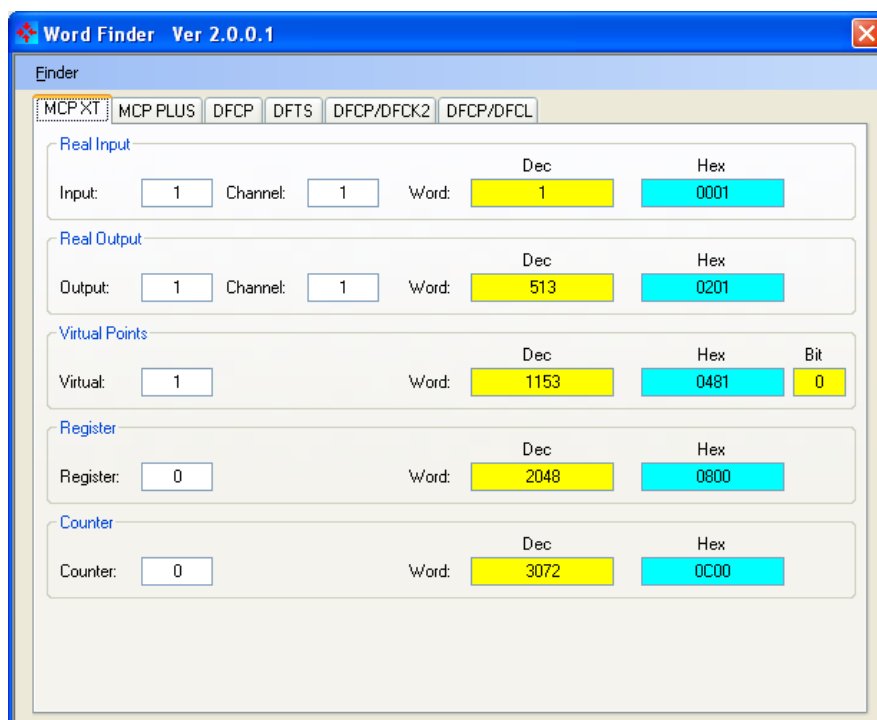 Word Finder Ver 2.0.0.1
Finder
MCP XT MCP PLUS DFCP DFTS DFCP/DFCK2 DFCP/DFCL
Real Input
Dec Hex
Input: 1 Channel: 1 Word: 1 0001
Real Output
Dec Hex
Output: 1 Channel: 1 Word: 513 0201
Virtual Points
Dec Hex Bit
Virtual: 1 Word: 1153 0481 0
Register
Dec Hex
Register: 0 Word: 2048 0800
Counter
Dec Hex
Counter: 0 Word: 3072 0C00